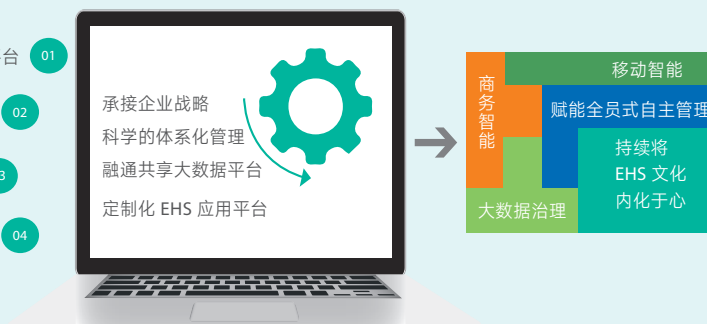 台
01
02
3
04
承接企业战略
科学的体系化管理
融通共享大数据平台
定制化 EHS 应用平台
商务智能
移动智能
赋能全员式自主管理
持续将
EHS 文化
内化于心
大数据治理